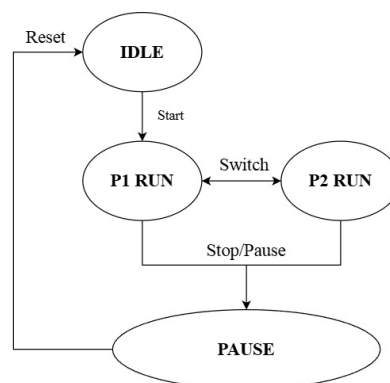 Reset
IDLE
Start
P1 RUN
Switch
P2 RUN
Stop/Pause
PAUSE